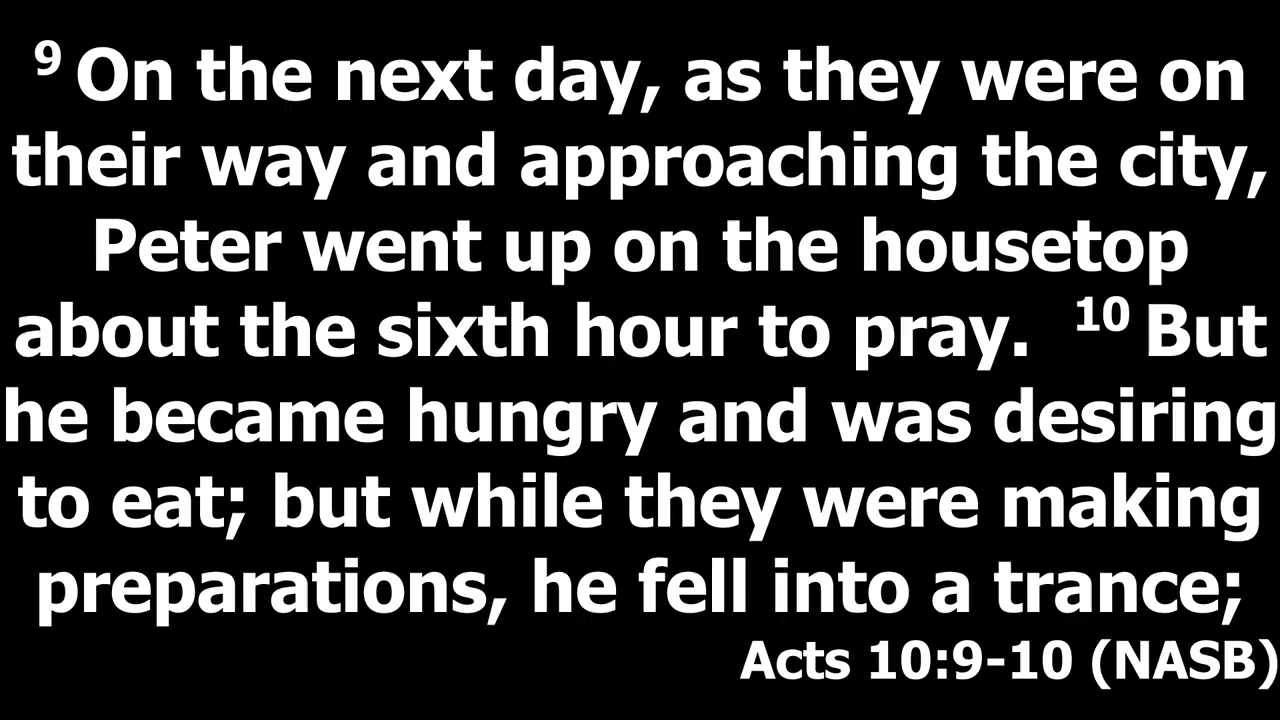 9 On the next day, as they were on
their way and approaching the city,
Peter went up on the housetop
about the sixth hour to pray. 10 But
he became hungry and was desiring
to eat; but while they were making
preparations, he fell into a trance;
Acts 10:9-10 (NASB)